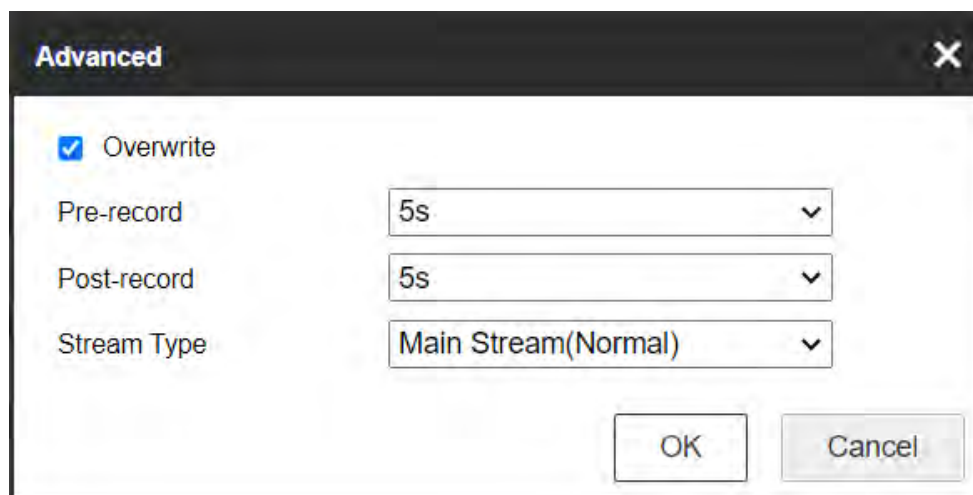 Advanced
Overwrite
Pre-record 5s
Post-record 5s
Stream Type Main Stream(Normal)
OK Cancel